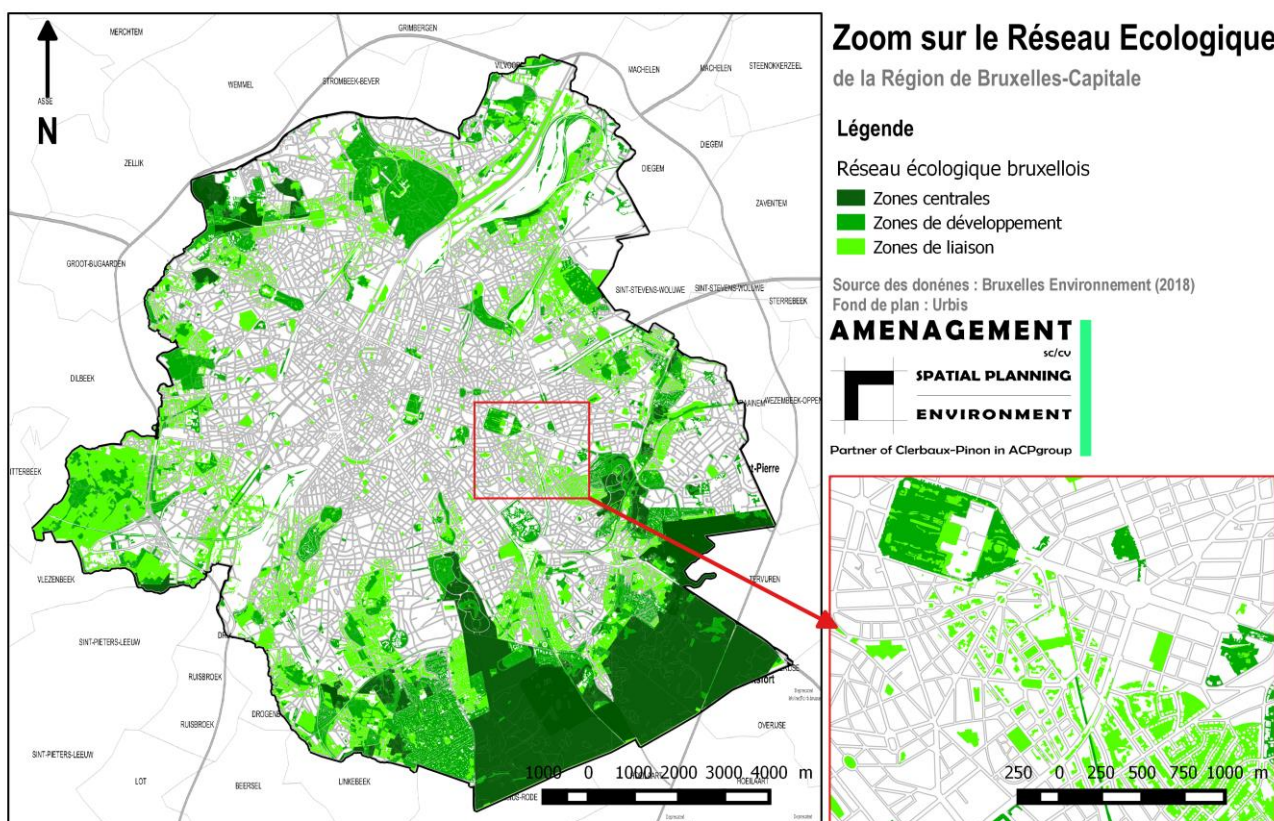 Zoom sur le Réseau Ecologique
de la Région de Bruxelles-Capitale
Légende
Réseau écologique bruxellois
Zones centrales
Zones de développement
Zones de liaison
Source des donénes : Bruxelles Environnement (2018)
Fond de plan : Urbis
AMENAGEMENT
sc/cv
SPATIAL PLANNING
ENVIRONMENT
Partner of Clerbaux-Pinon in ACPgroup
N
MERCHTEM
GRIMBERGEN
VILVOORDE
MACHELEN
MACHELEN
STEENOKKERZEEL
WEMMEL
STROMBEEK-BEVER
ASSE
ZELLIK
DIEGEM
DIEGEM
ZAVENTEM
GROOT-BIJGAARDEN
SINT-STEVENS-WOLUWE
SINT-STEVENS-WOLUWE
STERREBEEK
DILBEEK
WEZEMBEEK-OPPEN
AAINEM
ITTERBEEK
t-Pierre
VLEZENBEEK
TERVUREN
SINT-PIETERS-LEEUW
RUISBROEK
DROGENB
RUISBROEK
OVERIJSE
SINT-PIETERS-LEEUW
LOT
BEERSEL
LINKEBEEK
HOEILAART
1000 0 1000 2000 3000 4000 m
250 0 250 500 750 1000 m